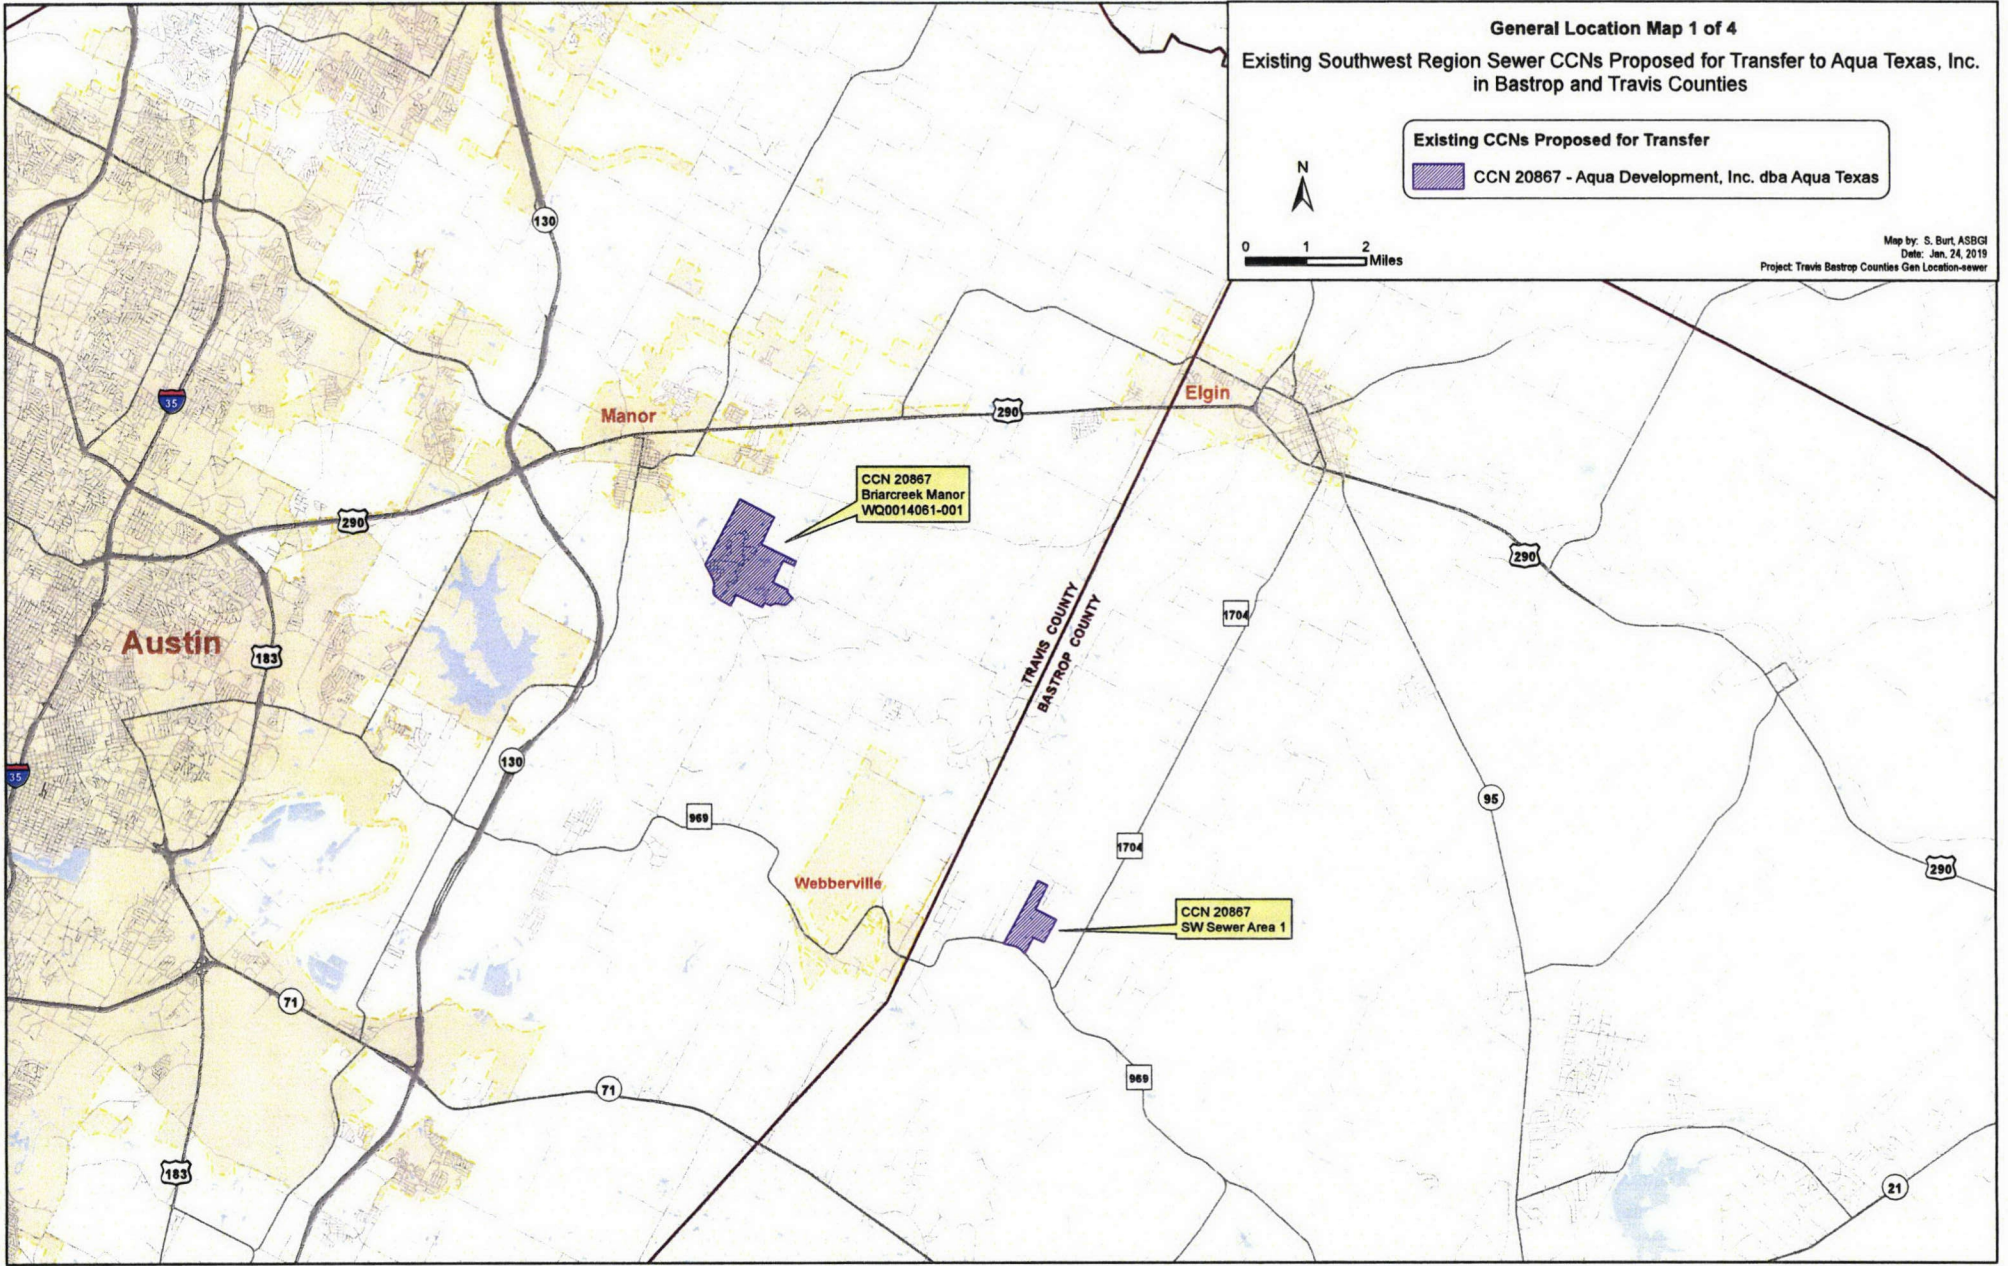 General Location Map 1 of 4
Existing Southwest Region Sewer CCNs Proposed for Transfer to Aqua Texas, Inc.
in Bastrop and Travis Counties
Existing CCNs Proposed for Transfer
CCN 20867 - Aqua Development, Inc. dba Aqua Texas
N
0 1 2
Miles
Map by: S. Burt, ASBGI
Date: Jan, 24, 2019
Project: Travis Bastrop Counties Gen Location-sewer
130
35
Manor
290
Elgin
CCN 20867
Briarcreek Manor
WQ0014061-001
290
290
Austin
183
TRAVIS COUNTY
BASTROP COUNTY
1704
35
130
969
95
1704
290
Webberville
CCN 20867
SW Sewer Area 1
71
71
969
183
21